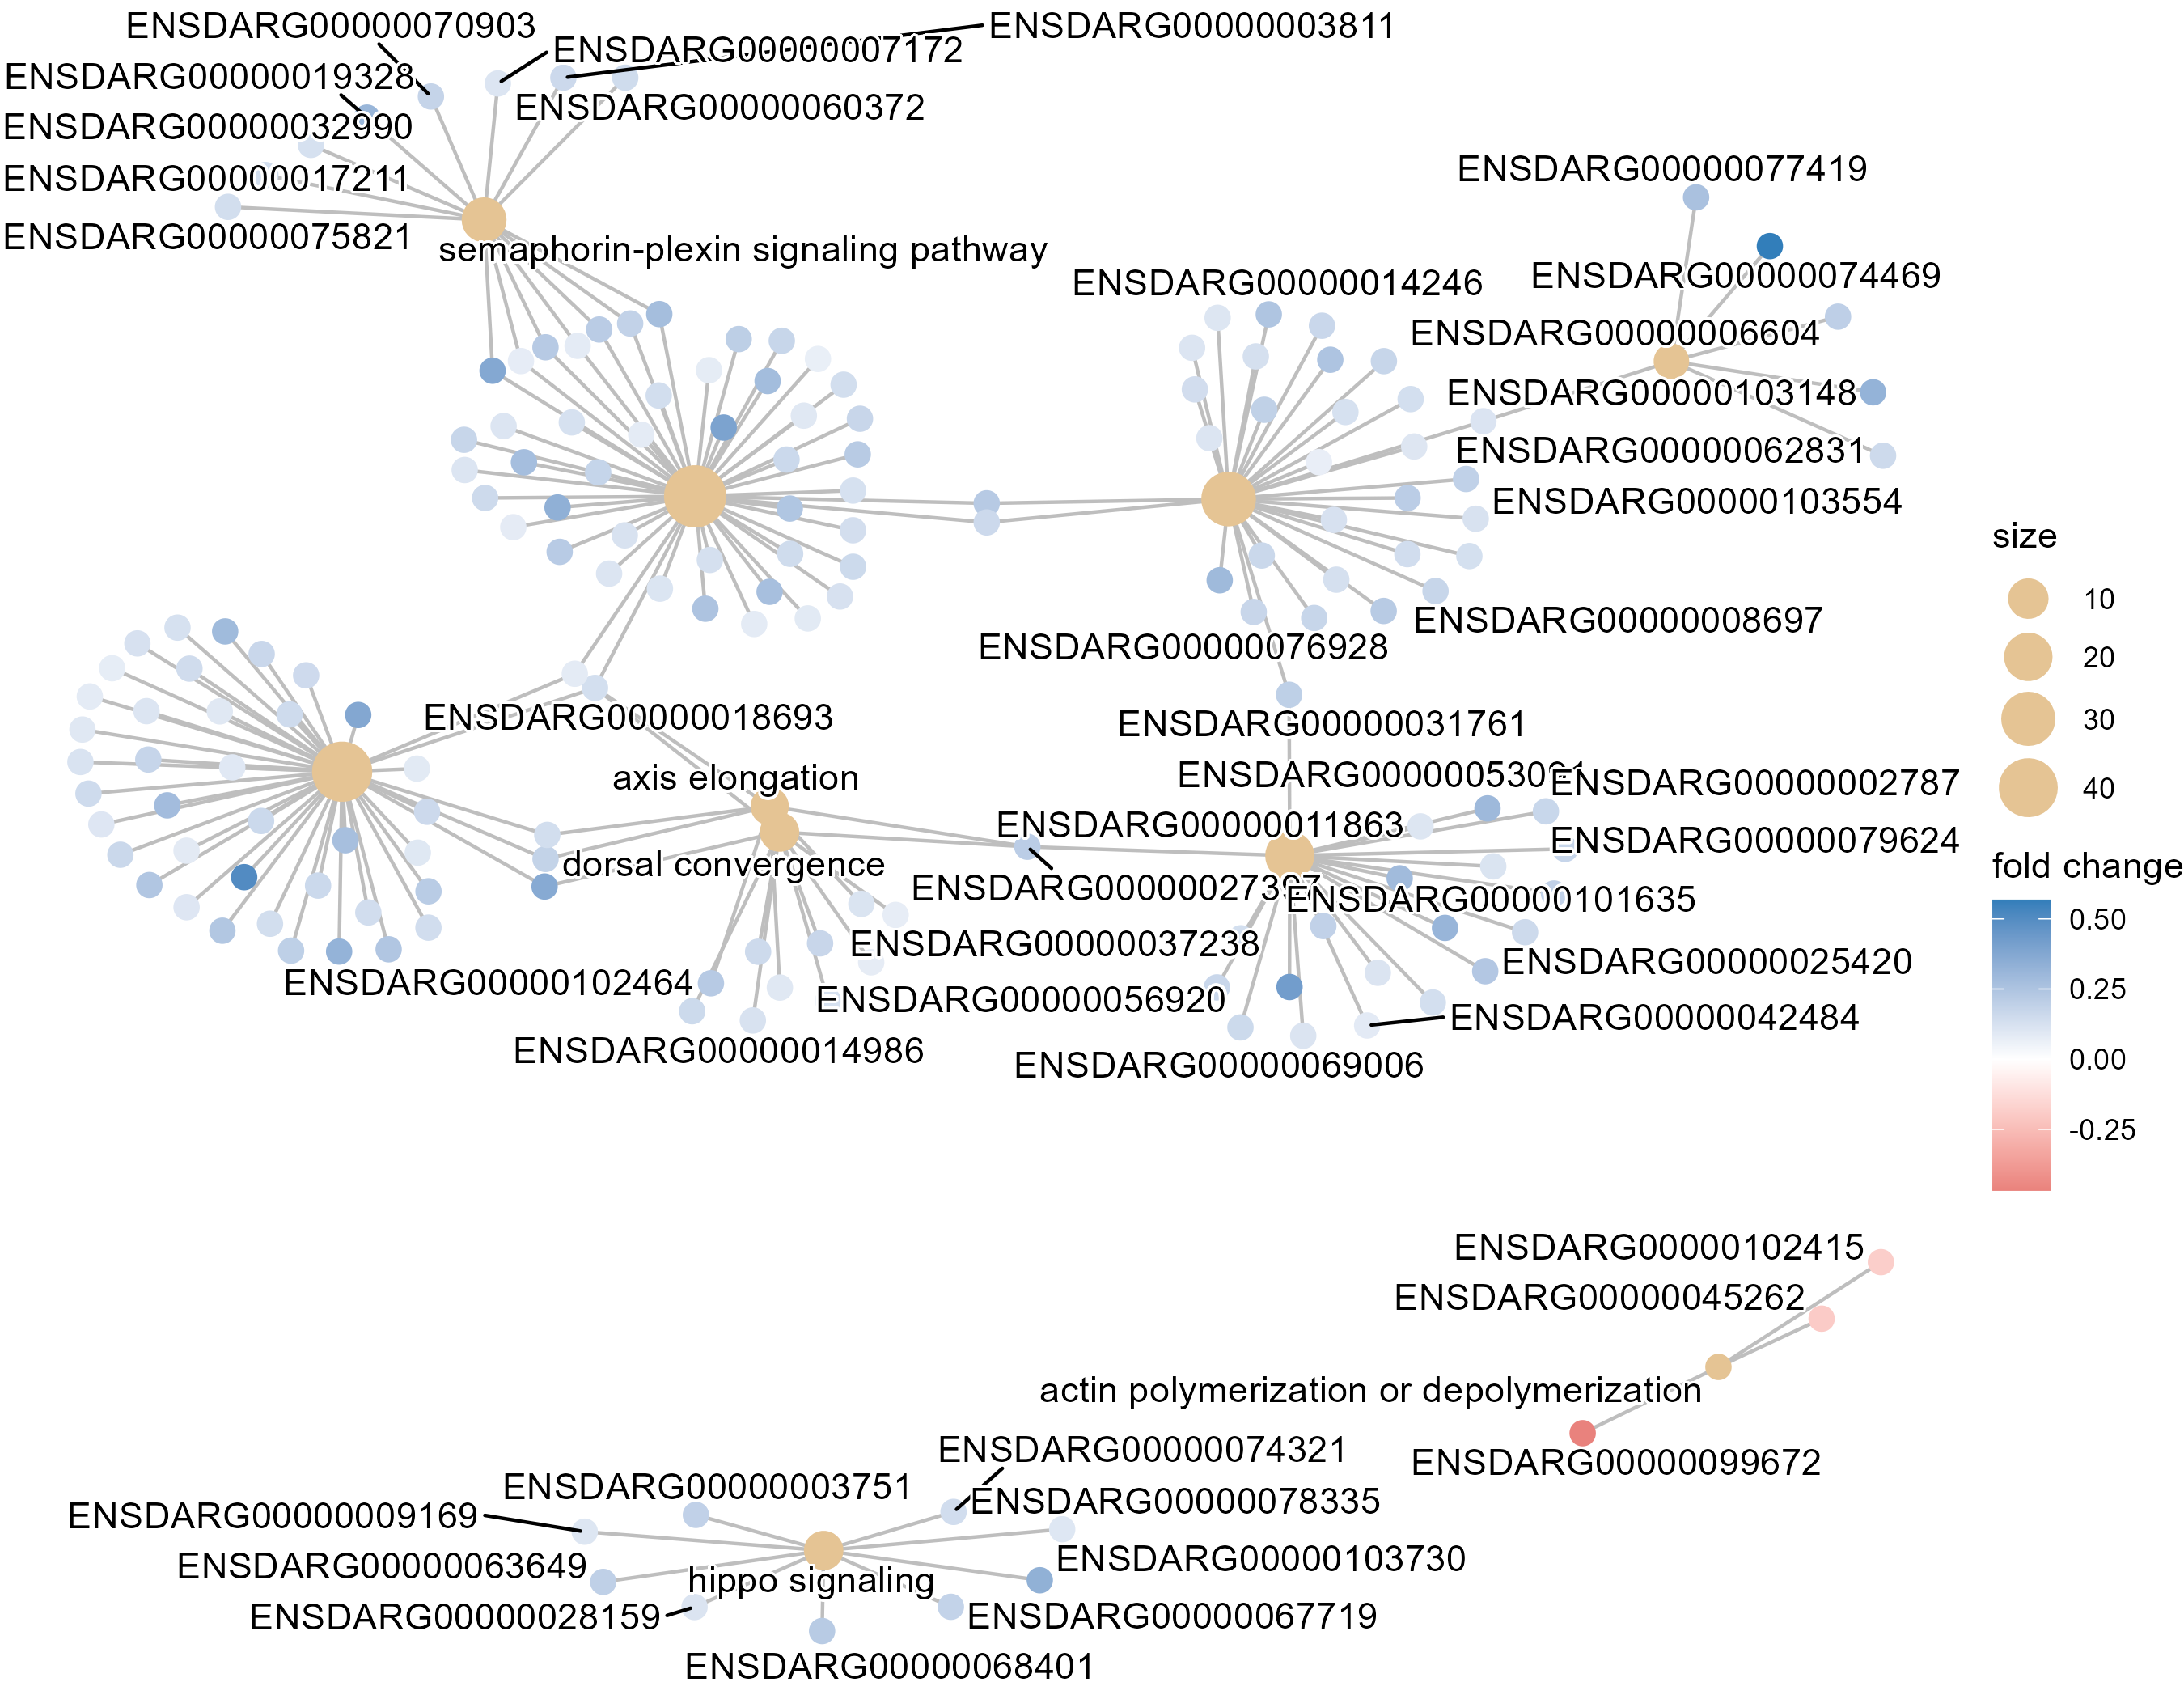 ENSDARG00000070903
ENSDARG00000003811
ENSDARG00000007172
ENSDARG00000019328
ENSDARG00000060372
ENSDARG00000032990
ENSDARG00000017211
ENSDARG00000075821
semaphorin-plexin signaling pathway
ENSDARG00000077419
ENSDARG00000014246
ENSDARG00000074469
ENSDARG00000006604
ENSDARG00000103148
ENSDARG00000062831
ENSDARG00000103554
ENSDARG00000008697
ENSDARG00000076928
ENSDARG00000018693
ENSDARG00000031761
axis elongation
ENSDARG00000002787
ENSDARG00000011863
ENSDARG00000079624
dorsal convergence
ENSDARG00000027397
ENSDARG00000101635
ENSDARG00000037238
ENSDARG00000025420
ENSDARG00000102464
ENSDARG00000056920
ENSDARG00000042484
ENSDARG00000014986
ENSDARG00000069006
size
10
20
30
40
fold change
0.50
0.25
0.00
-0.25
ENSDARG00000102415
ENSDARG00000045262
actin polymerization or depolymerization
ENSDARG00000099672
ENSDARG00000074321
ENSDARG00000003751
ENSDARG00000078335
ENSDARG00000009169
ENSDARG00000103730
ENSDARG00000063649
hippo signaling
ENSDARG00000028159
ENSDARG00000067719
ENSDARG00000068401